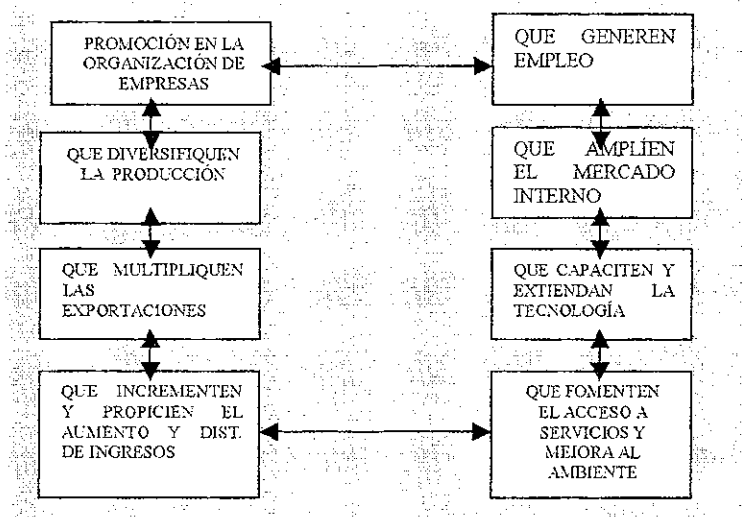 PROMOCIÓN EN LA
ORGANIZACIÓN DE
EMPRESAS
QUE GENEREN
EMPLEO
QUE DIVERSIFIQUEN
LA PRODUCCIÓN
QUE AMPLÍEN
EL MERCADO
INTERNO
QUE MULTIPLIQUEN
LAS
EXPORTACIONES
QUE CAPACITEN Y
EXTIENDAN LA
TECNOLOGÍA
QUE INCREMENTEN
Y PROPICIEN EL
AUMENTO Y DIST.
DE INGRESOS
QUE FOMENTEN
EL ACCESO A
SERVICIOS Y
MEJORA AL
AMBIENTE